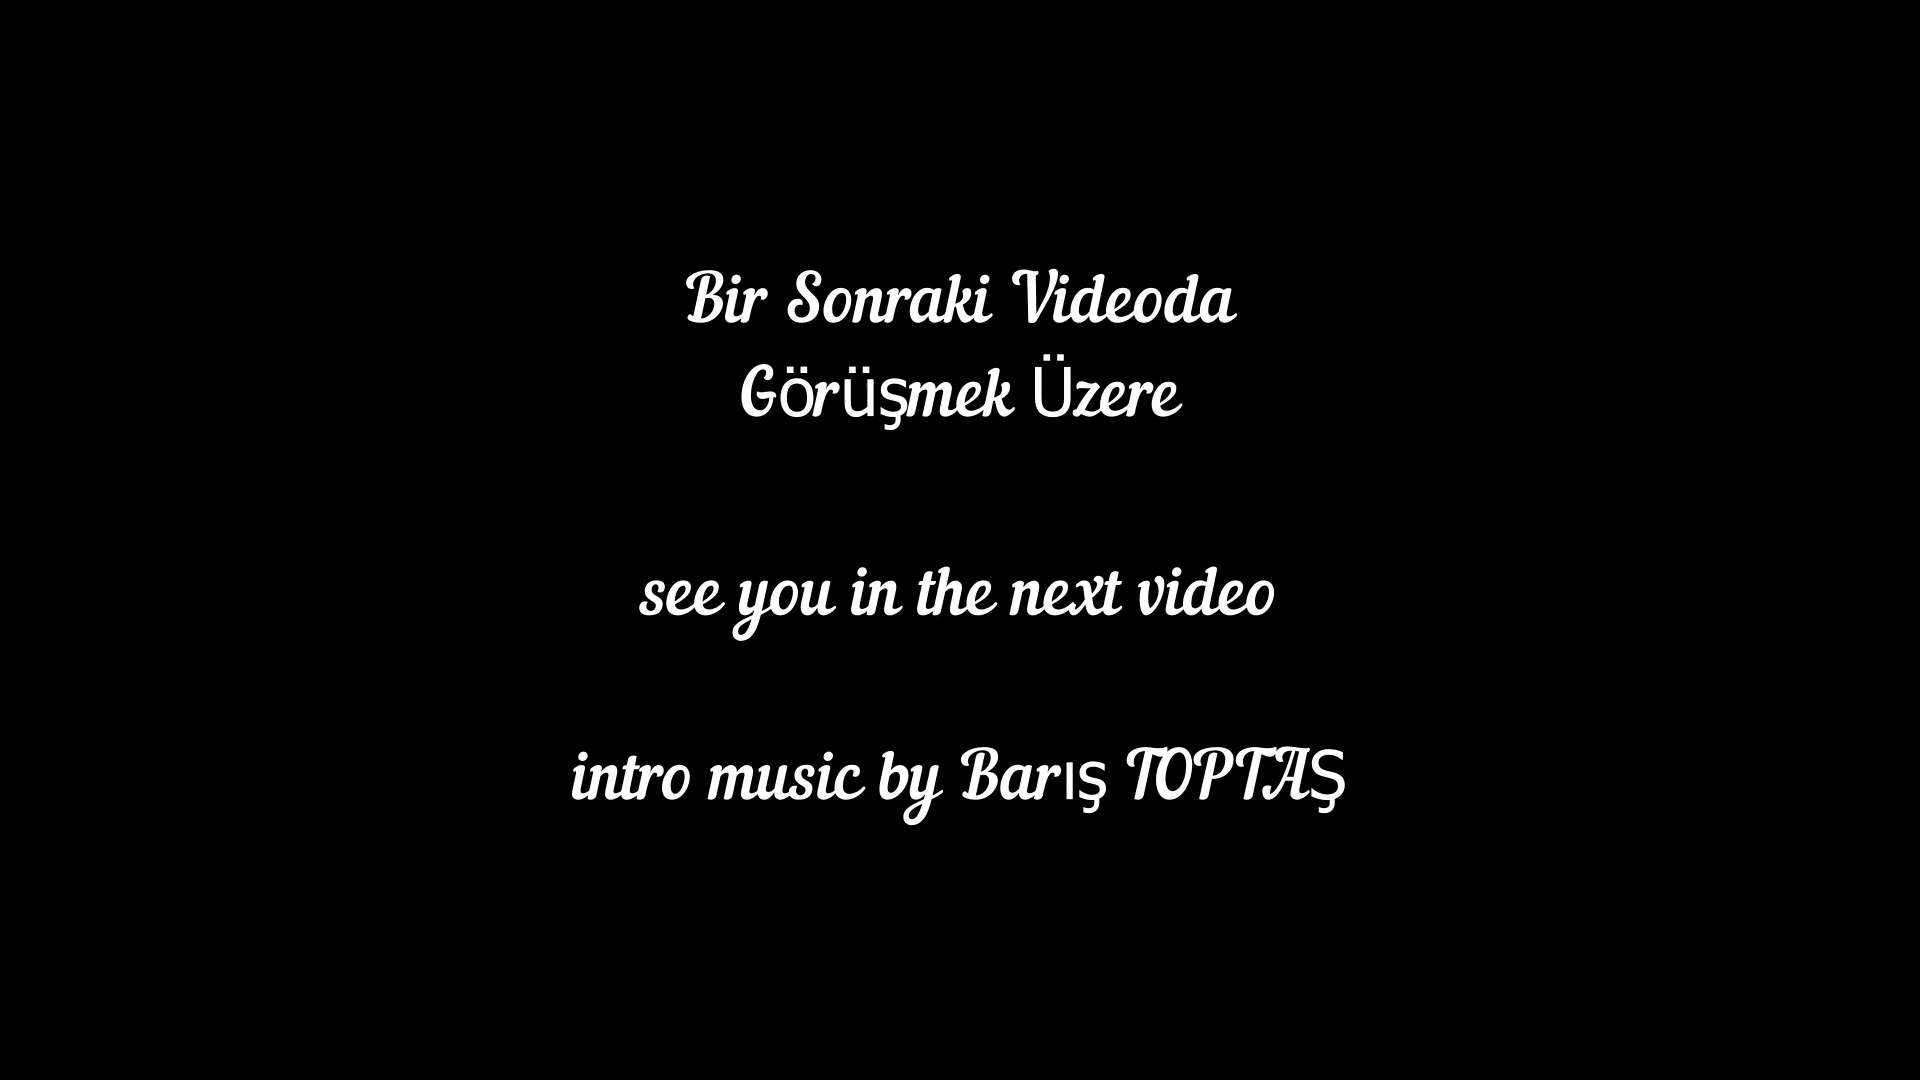 Bir Sonraki Videoda
Görüşmek Üzere
see you in the next video
intro music by Barış TOPTAŞ